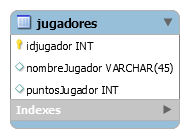 jugadores
idjugador INT
nombreJugador VARCHAR(45)
puntosJugador INT
Indexes